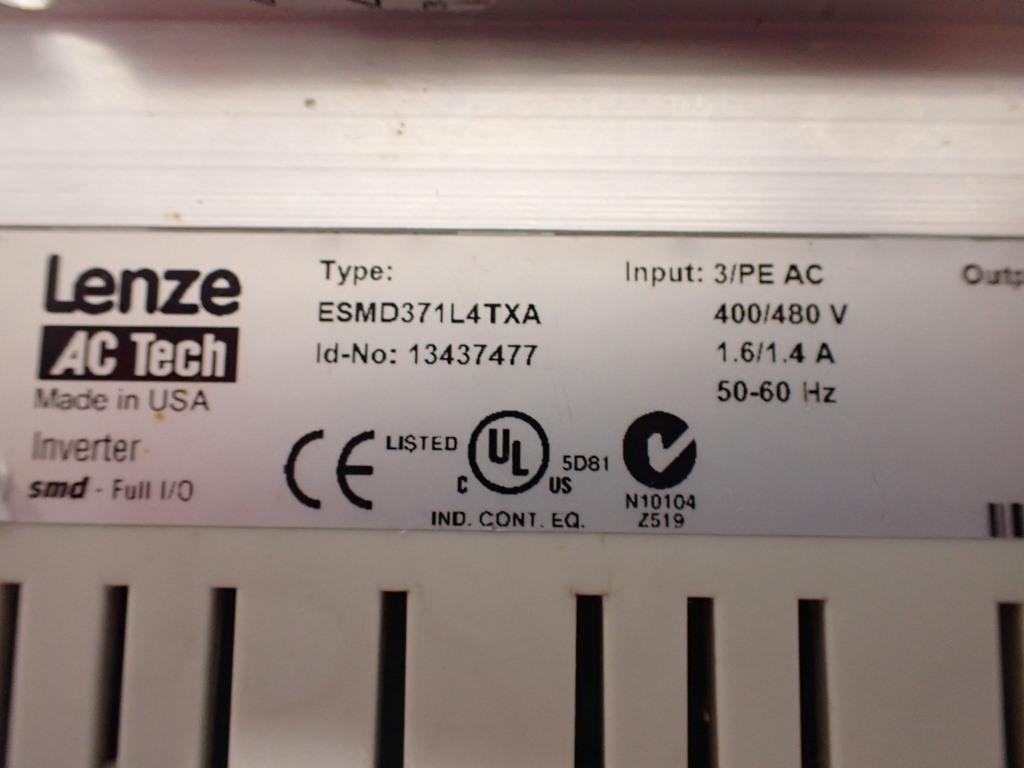 Lenze
AC Tech
Made in USA
Inverter
smd - Full I/O
Type:
ESMD371L4TXA
Id-No: 13437477
Input: 3/PE AC
400/480 V
1.6/1.4 A
50-60 Hz
CE
LISTED
C UL US
5D81
IND. CONT. EQ.
N10104
Z519